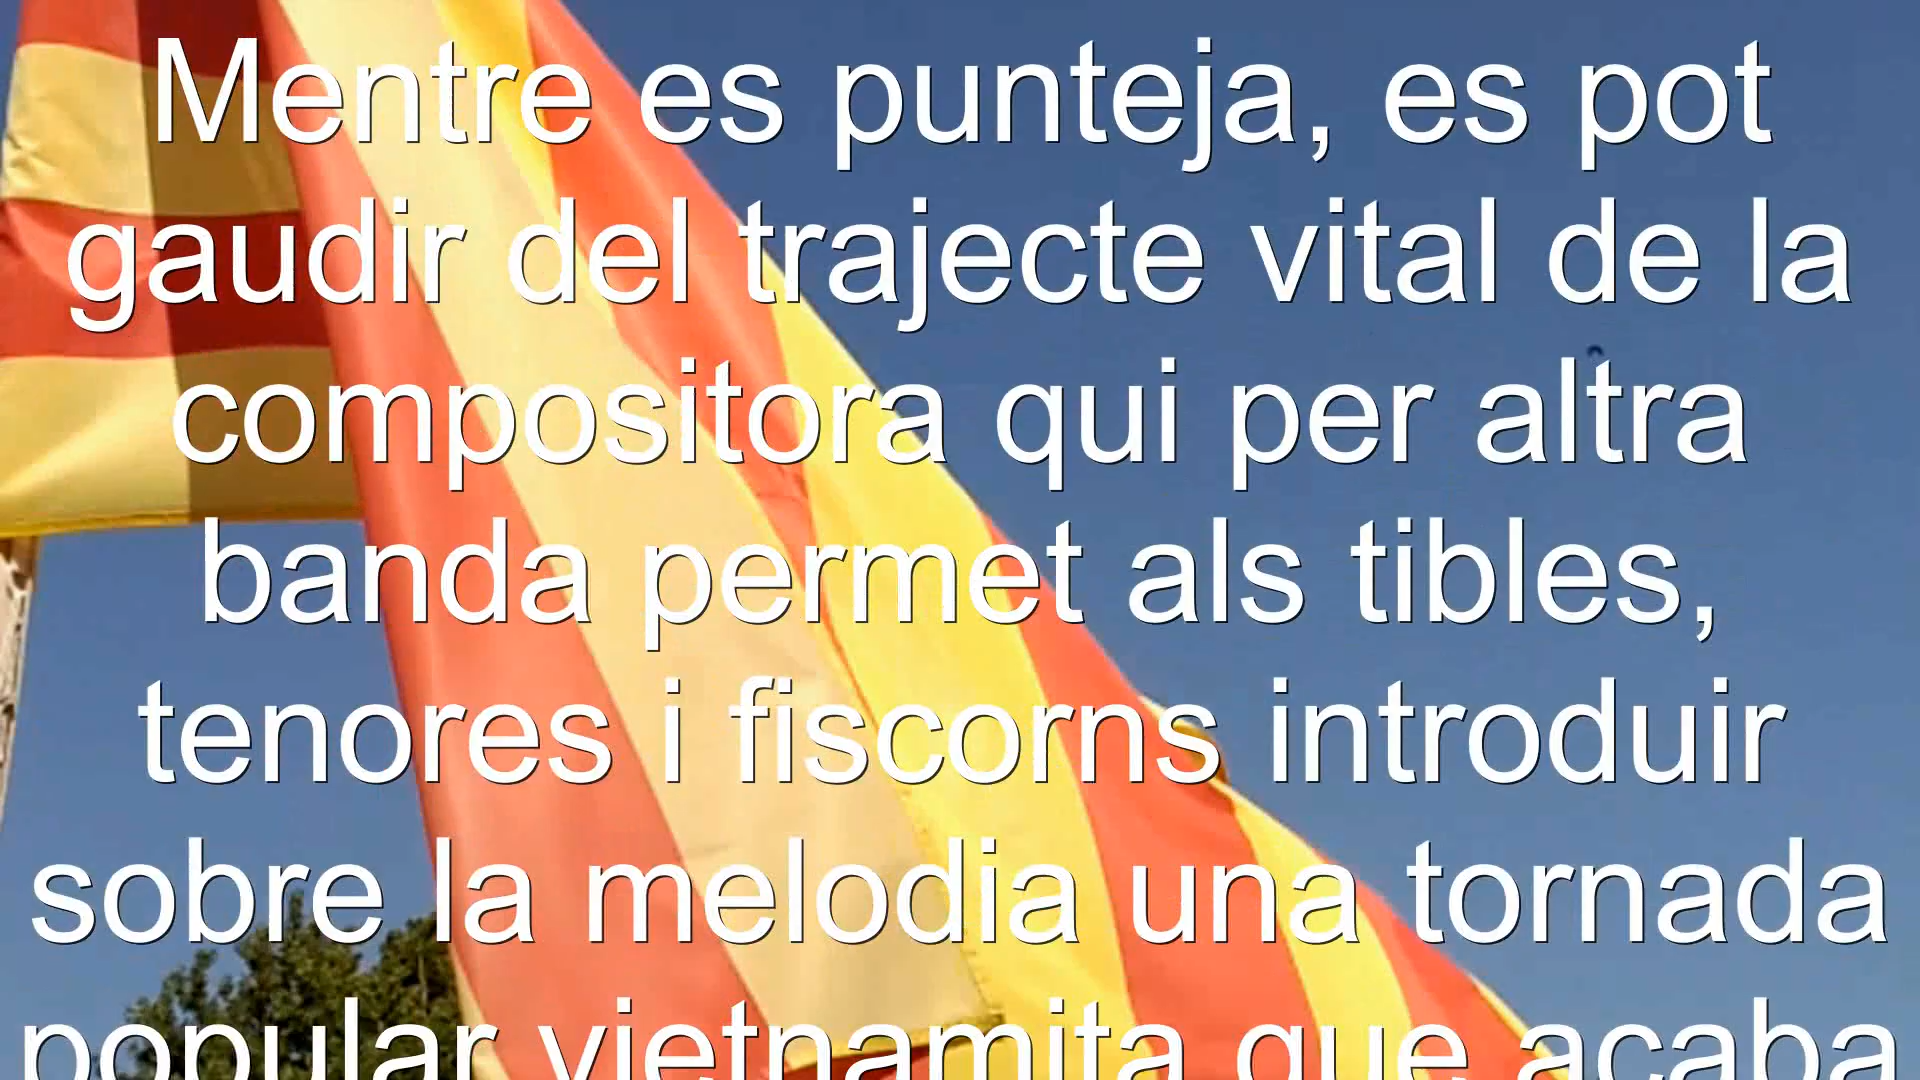 Mentre es punteja, es pot
gaudir del trajecte vital de la
compositora qui per altra
banda permet als tibles,
tenores i fiscorns introduir
sobre la melodia una tornada
popular vietnamita que acaba